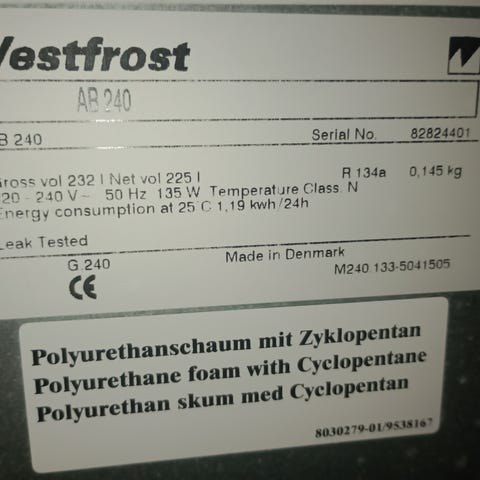 Vestfrost
AB 240
B 240 Serial No. 82824401
Gross vol 232 l Net vol 225 l R 134a 0,145 kg
220 - 240 V ~ 50 Hz 135 W Temperature Class. N
Energy consumption at 25°C 1,19 kwh/24h
Leak Tested
G 240 Made in Denmark
CE M240.133-5041505
Polyurethanschaum mit Zyklopentan
Polyurethane foam with Cyclopentane
Polyurethan skum med Cyclopentan
8030279-01/9538167